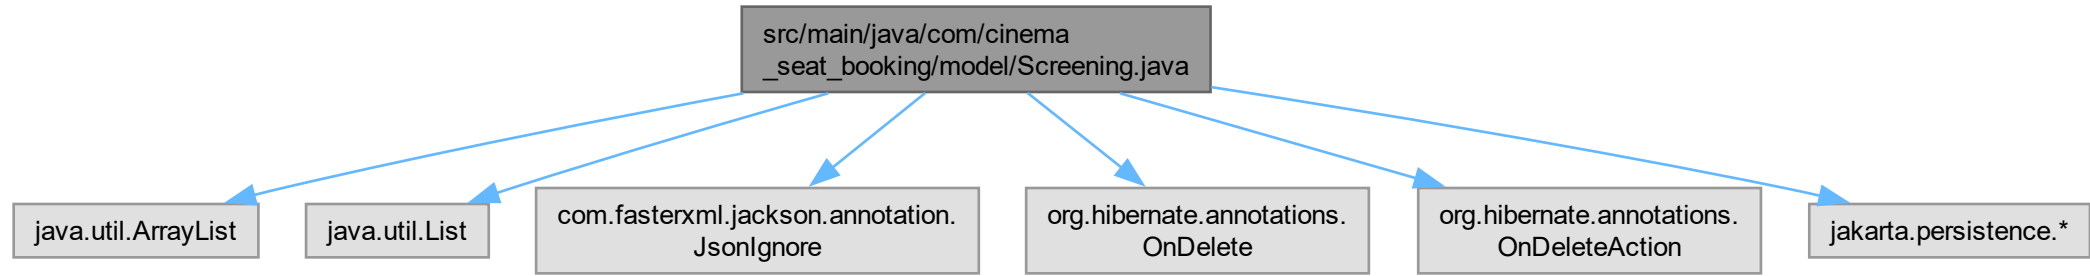 src/main/java/com/cinema
_seat_booking/model/Screening.java
java.util.ArrayList
java.util.List
com.fasterxml.jackson.annotation.
JsonIgnore
org.hibernate.annotations.
OnDelete
org.hibernate.annotations.
OnDeleteAction
jakarta.persistence.*